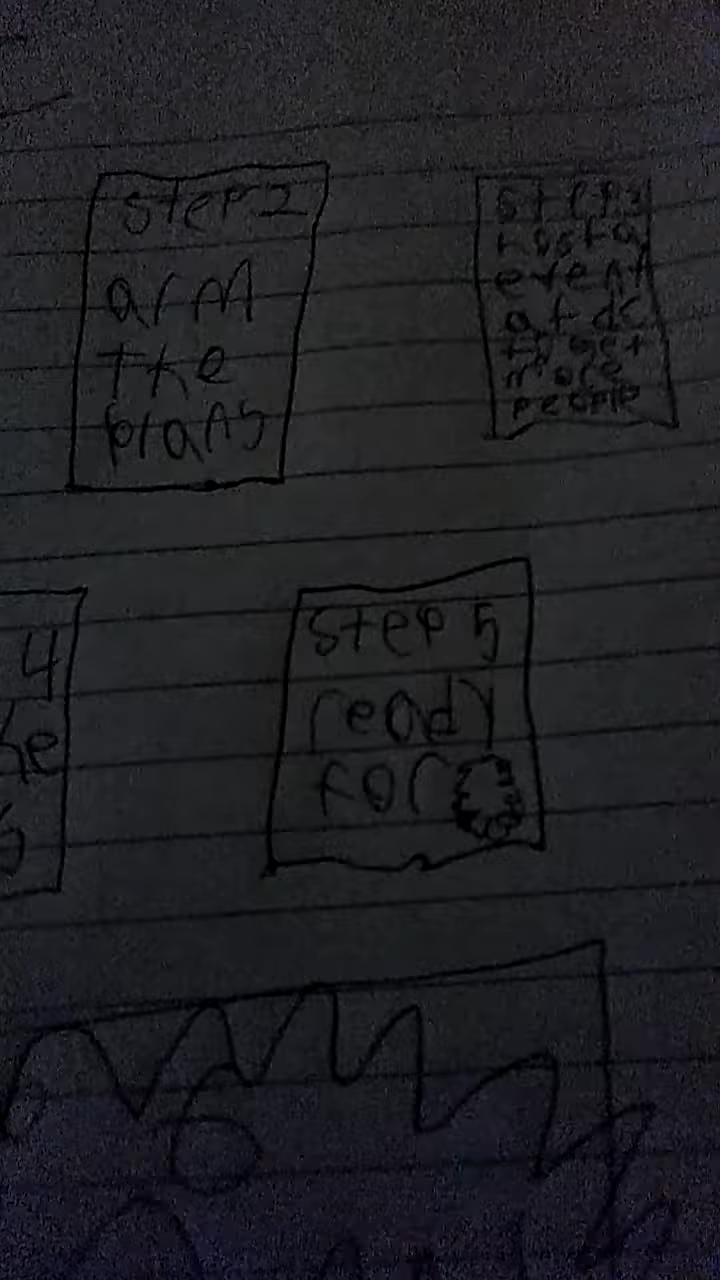 step 2
arm
the
plans
step 3
host a
event
at dc
to get
more
people
4
ke
s
step 5
ready
for